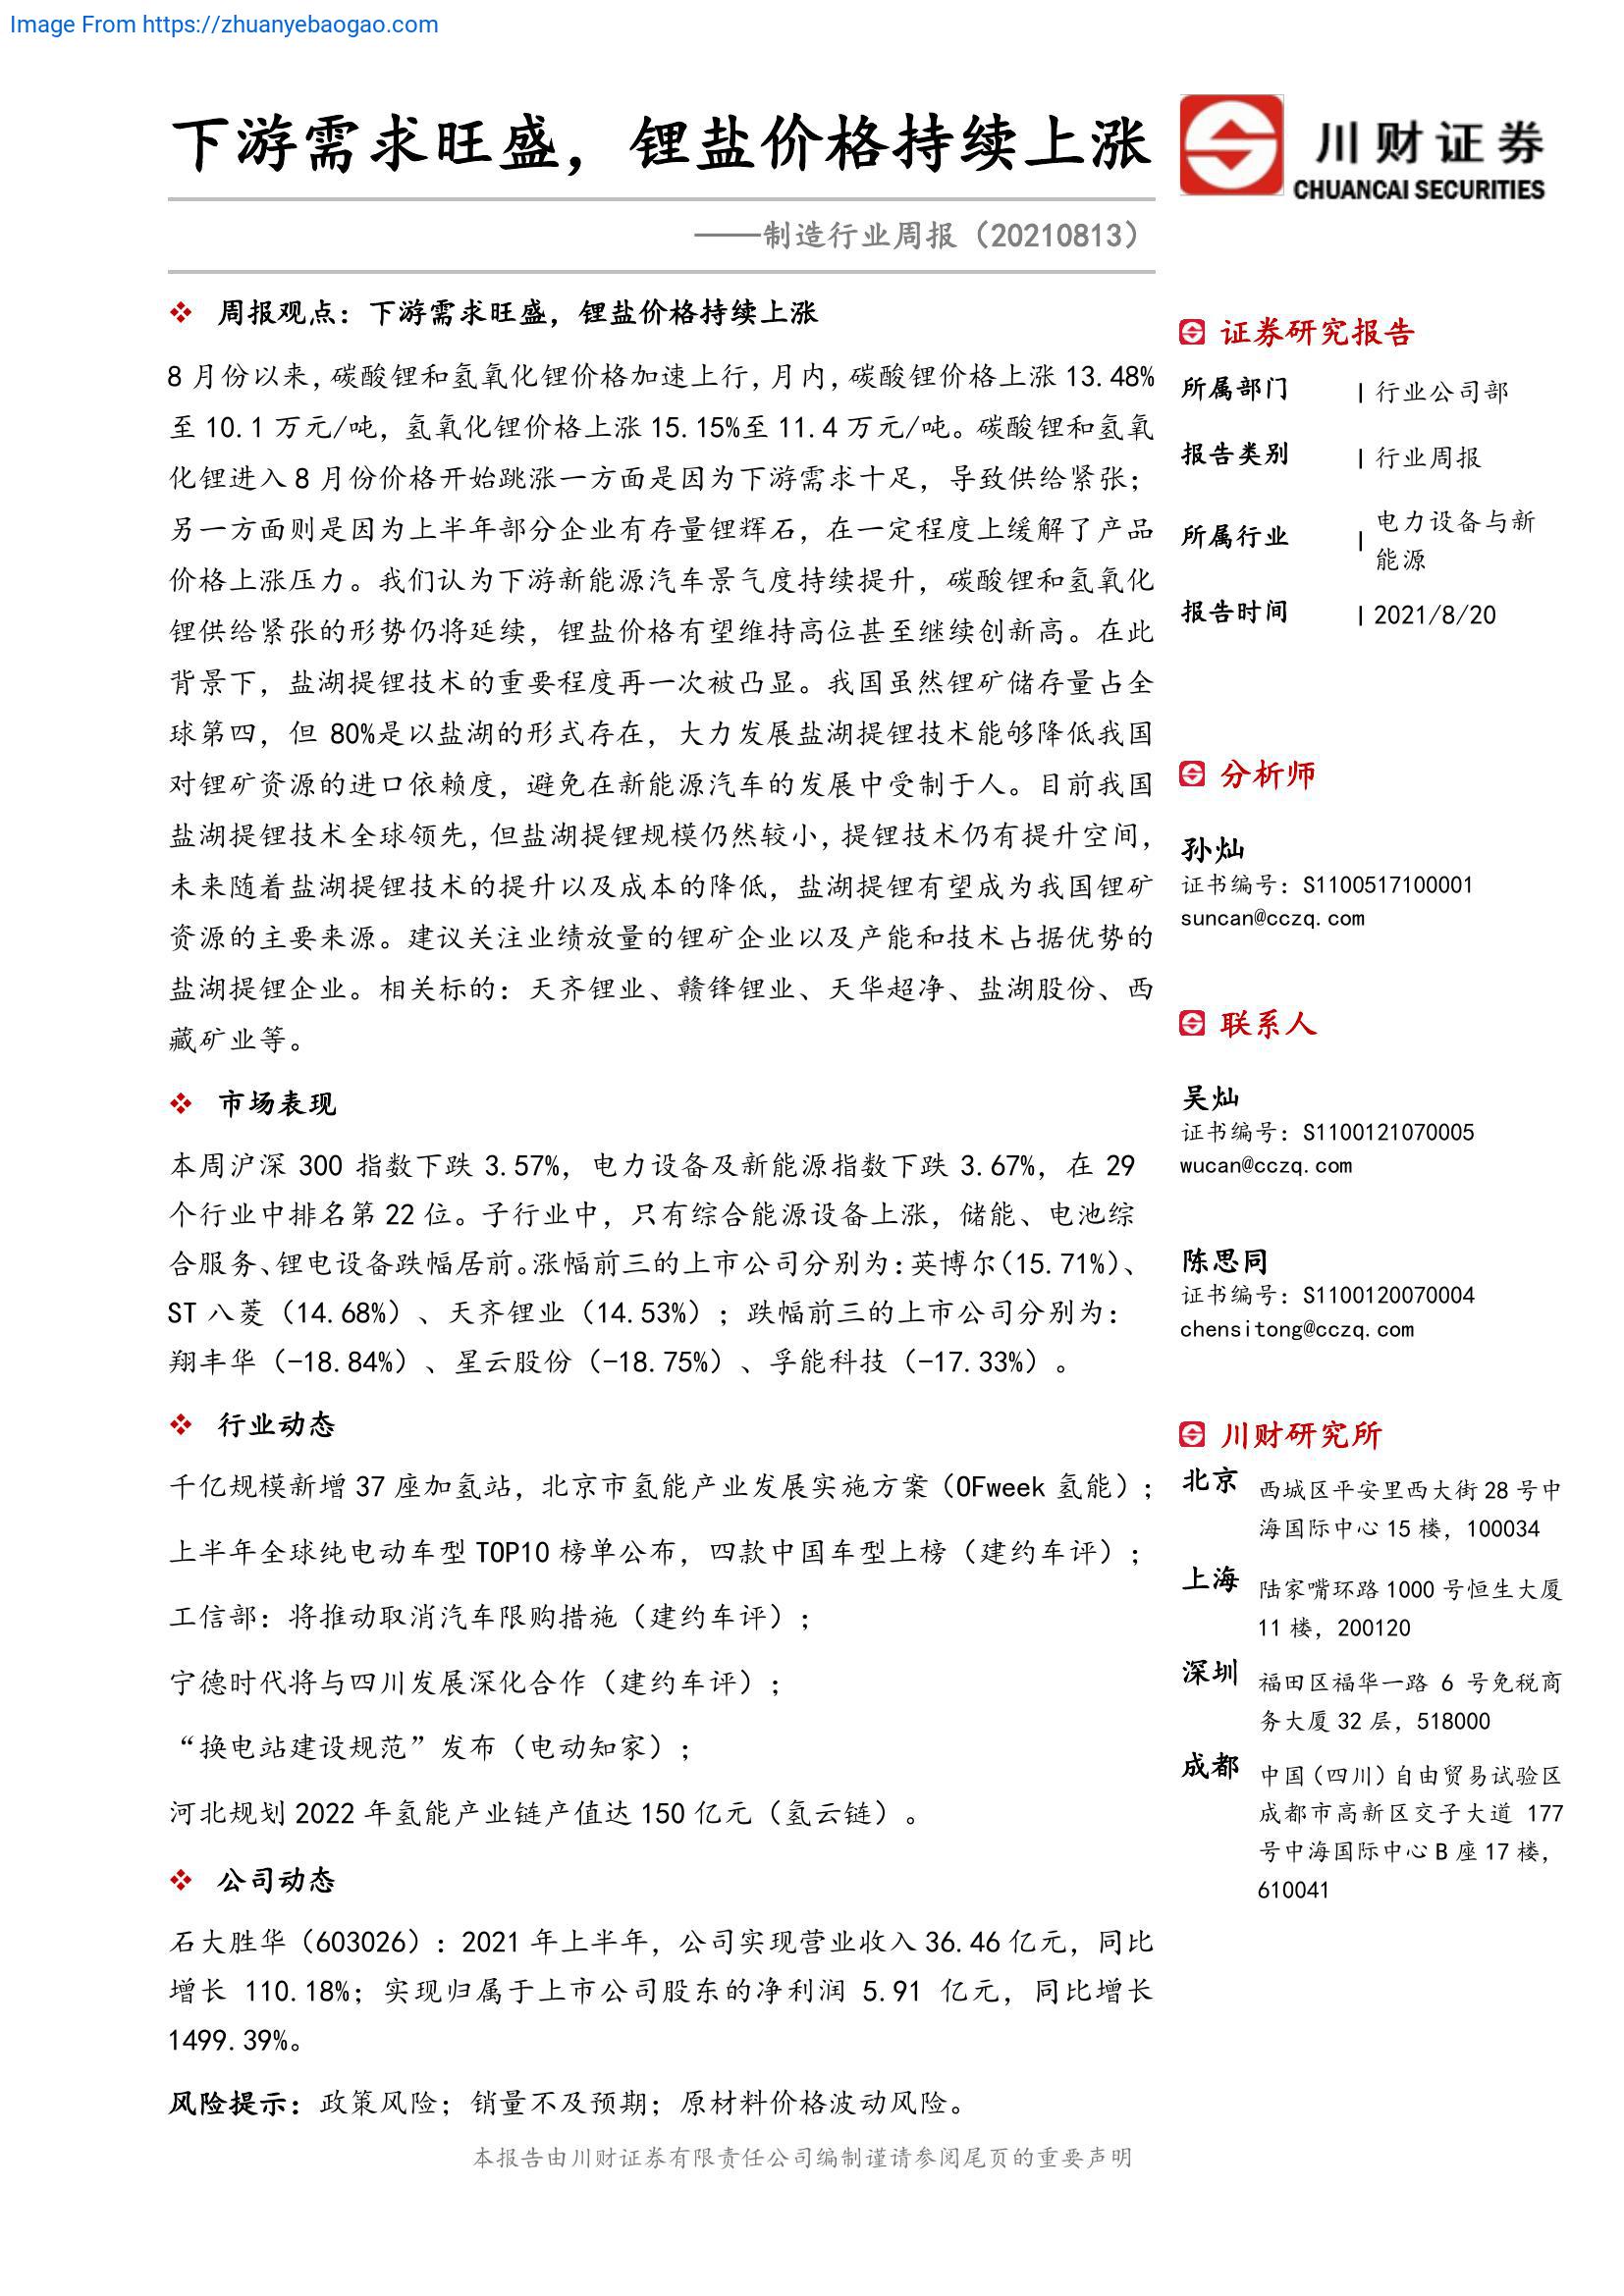 Image From https://zhuanyebaogao.com
下游需求旺盛，锂盐价格持续上涨
川财证券
CHUANCAI SECURITIES
——制造行业周报（20210813）
周报观点：下游需求旺盛，锂盐价格持续上涨
8 月份以来，碳酸锂和氢氧化锂价格加速上行，月内，碳酸锂价格上涨 13.48%
至 10.1 万元/吨，氢氧化锂价格上涨 15.15%至 11.4 万元/吨。碳酸锂和氢氧
化锂进入 8 月份价格开始跳涨一方面是因为下游需求十足，导致供给紧张；
另一方面则是因为上半年部分企业有存量锂辉石，在一定程度上缓解了产品
价格上涨压力。我们认为下游新能源汽车景气度持续提升，碳酸锂和氢氧化
锂供给紧张的形势仍将延续，锂盐价格有望维持高位甚至继续创新高。在此
背景下，盐湖提锂技术的重要程度再一次被凸显。我国虽然锂矿储存量占全
球第四，但 80%是以盐湖的形式存在，大力发展盐湖提锂技术能够降低我国
对锂矿资源的进口依赖度，避免在新能源汽车的发展中受制于人。目前我国
盐湖提锂技术全球领先，但盐湖提锂规模仍然较小，提锂技术仍有提升空间，
未来随着盐湖提锂技术的提升以及成本的降低，盐湖提锂有望成为我国锂矿
资源的主要来源。建议关注业绩放量的锂矿企业以及产能和技术占据优势的
盐湖提锂企业。相关标的：天齐锂业、赣锋锂业、天华超净、盐湖股份、西
藏矿业等。
市场表现
本周沪深 300 指数下跌 3.57%，电力设备及新能源指数下跌 3.67%，在 29
个行业中排名第 22 位。子行业中，只有综合能源设备上涨，储能、电池综
合服务、锂电设备跌幅居前。涨幅前三的上市公司分别为：英博尔（15.71%）、
ST 八菱（14.68%）、天齐锂业（14.53%）；跌幅前三的上市公司分别为：
翔丰华（-18.84%）、星云股份（-18.75%）、孚能科技（-17.33%）。
行业动态
千亿规模新增 37 座加氢站，北京市氢能产业发展实施方案（OFweek 氢能）；
上半年全球纯电动车型 TOP10 榜单公布，四款中国车型上榜（建约车评）；
工信部：将推动取消汽车限购措施（建约车评）；
宁德时代将与四川发展深化合作（建约车评）；
“换电站建设规范”发布（电动知家）；
河北规划 2022 年氢能产业链产值达 150 亿元（氢云链）。
公司动态
石大胜华（603026）：2021 年上半年，公司实现营业收入 36.46 亿元，同比
增长 110.18%；实现归属于上市公司股东的净利润 5.91 亿元，同比增长
1499.39%。
风险提示：政策风险；销量不及预期；原材料价格波动风险。
证券研究报告
所属部门 | 行业公司部
报告类别 | 行业周报
所属行业 | 电力设备与新
能源
报告时间 | 2021/8/20
分析师
孙灿
证书编号：S1100517100001
suncan@cczq.com
联系人
吴灿
证书编号：S1100121070005
wucan@cczq.com
陈思同
证书编号：S1100120070004
chensitong@cczq.com
川财研究所
北京 西城区平安里西大街 28 号中
海国际中心 15 楼，100034
上海 陆家嘴环路 1000 号恒生大厦
11 楼，200120
深圳 福田区福华一路 6 号免税商
务大厦 32 层，518000
成都 中国（四川）自由贸易试验区
成都市高新区交子大道 177
号中海国际中心 B 座 17 楼，
610041
本报告由川财证券有限责任公司编制谨请参阅尾页的重要声明